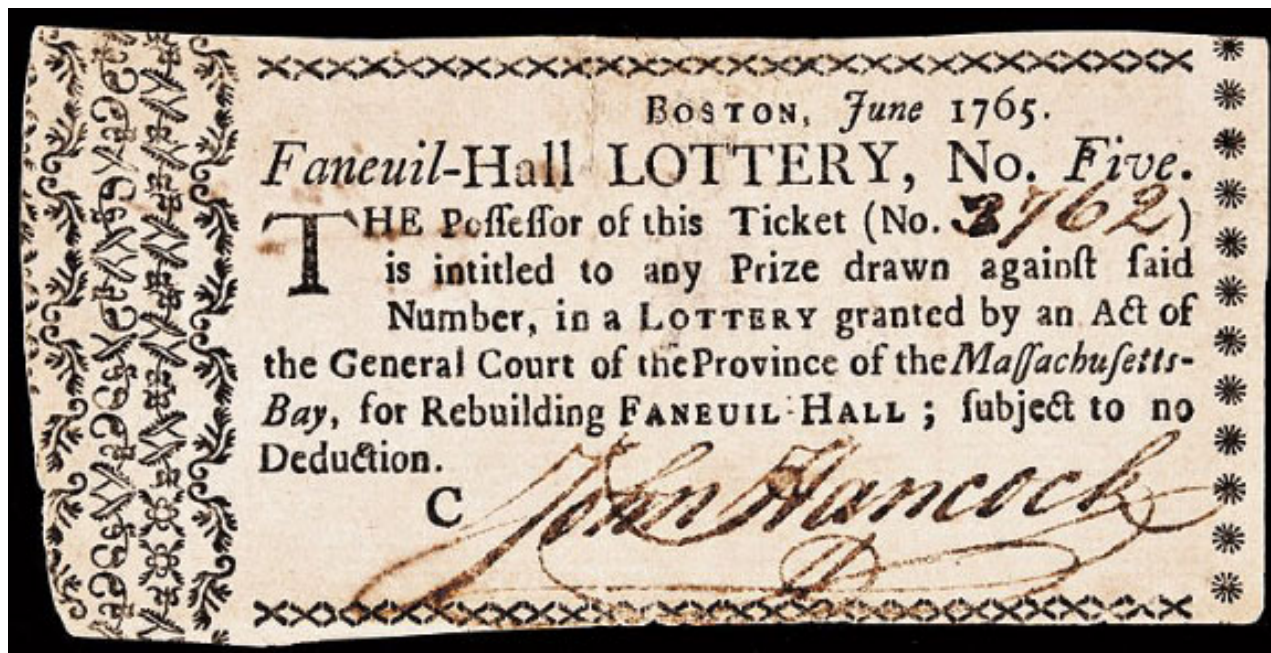 BOSTON, June 1765.
Faneuil-Hall LOTTERY, No. Five.
THE Poſſeſſor of this Ticket (No. 3762)
is intitled to any Prize drawn againſt ſaid
Number, in a LOTTERY granted by an Act of
the General Court of the Province of the Maſſachuſetts-
Bay, for Rebuilding FANEUIL-HALL; ſubject to no
Deduction.
C John Hancock